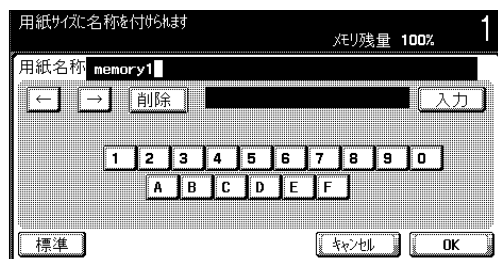 用紙サイズに名称を付けられます
メモリ残量 100% 1
用紙名称 memory1
← → 削除 入力
1 2 3 4 5 6 7 8 9 0
A B C D E F
標準 キャンセル OK